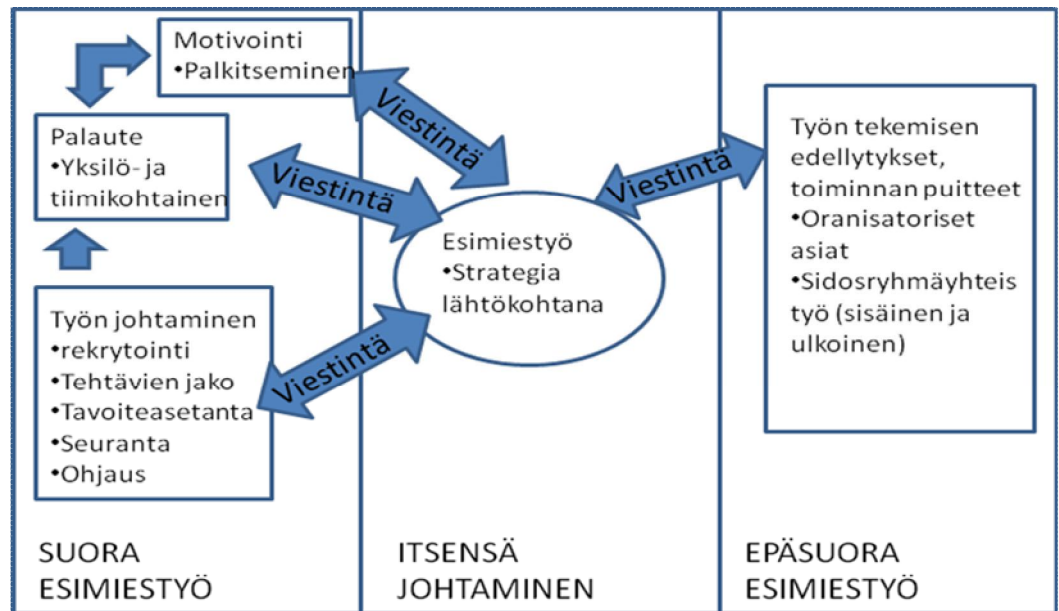 Motivointi
•Palkitseminen
Palaute
•Yksilö- ja
tiimikohtainen
Työn johtaminen
•rekrytointi
•Tehtävien jako
•Tavoiteasetanta
•Seuranta
•Ohjaus
SUORA
ESIMIESTYÖ
Viestintä
Viestintä
Viestintä
Esimiestyö
•Strategia
lähtökohtana
ITSENSÄ
JOHTAMINEN
Viestintä
Työn tekemisen
edellytykset,
toiminnan puitteet
•Oranisatoriset
asiat
•Sidosryhmäyhteis
työ (sisäinen ja
ulkoinen)
EPÄSUORA
ESIMIESTYÖ